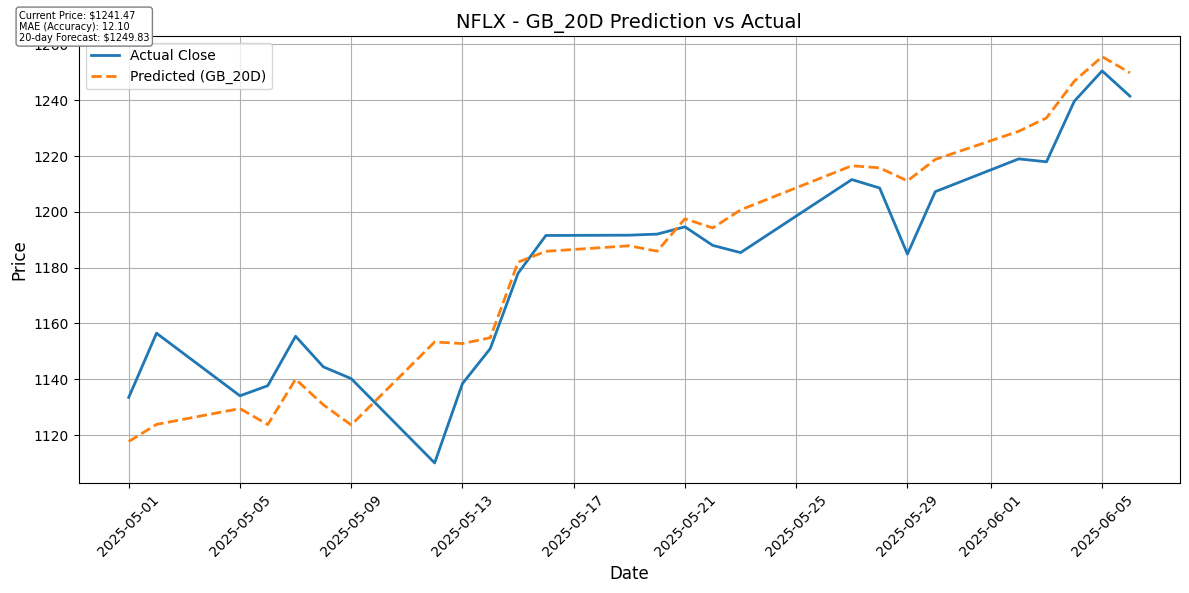 Current Price: $1241.47
MAE (Accuracy): 12.10
20-day Forecast: $1249.83
NFLX - GB_20D Prediction vs Actual
Actual Close
Predicted (GB_20D)
Price
1260
1240
1220
1200
1180
1160
1140
1120
2025-05-01
2025-05-05
2025-05-09
2025-05-13
2025-05-17
2025-05-21
2025-05-25
2025-05-29
2025-06-01
2025-06-05
Date